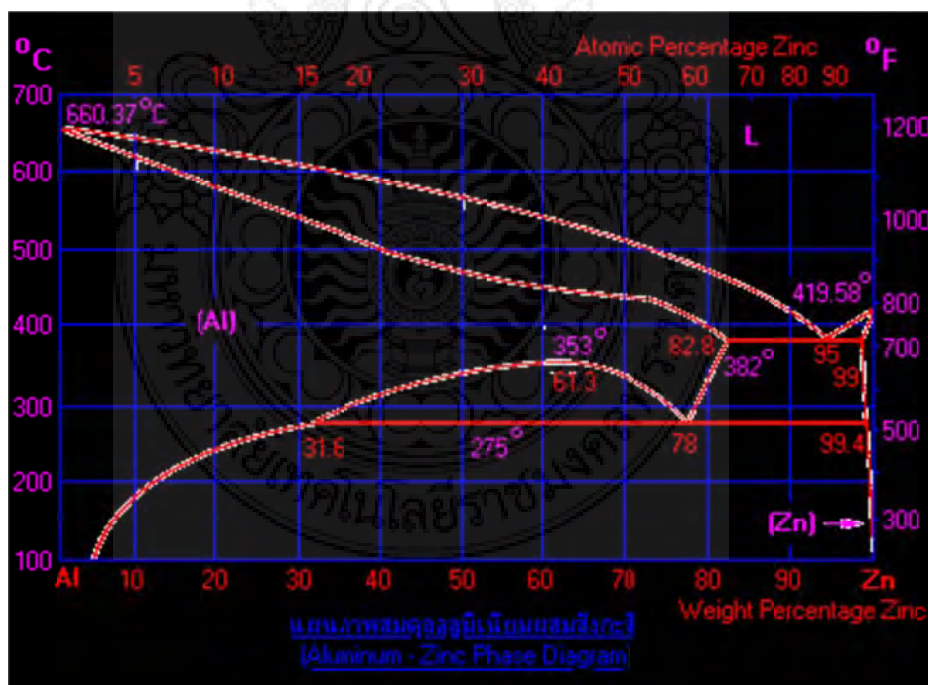 Atomic Percentage Zinc
°C 5 10 20 15 20 30 40 50 60 70 80 90 °F
700 660.37°C L 1200
600 1000
500 419.58° 800
400 (Al) 353° 82.8 382° 95 700
61.3 99
300 31.6 275° 78 99.4 500
200 (Zn) 300
100
Al 10 20 30 40 50 60 70 80 90 Zn
Weight Percentage Zinc
(Aluminum - Zinc Phase Diagram)